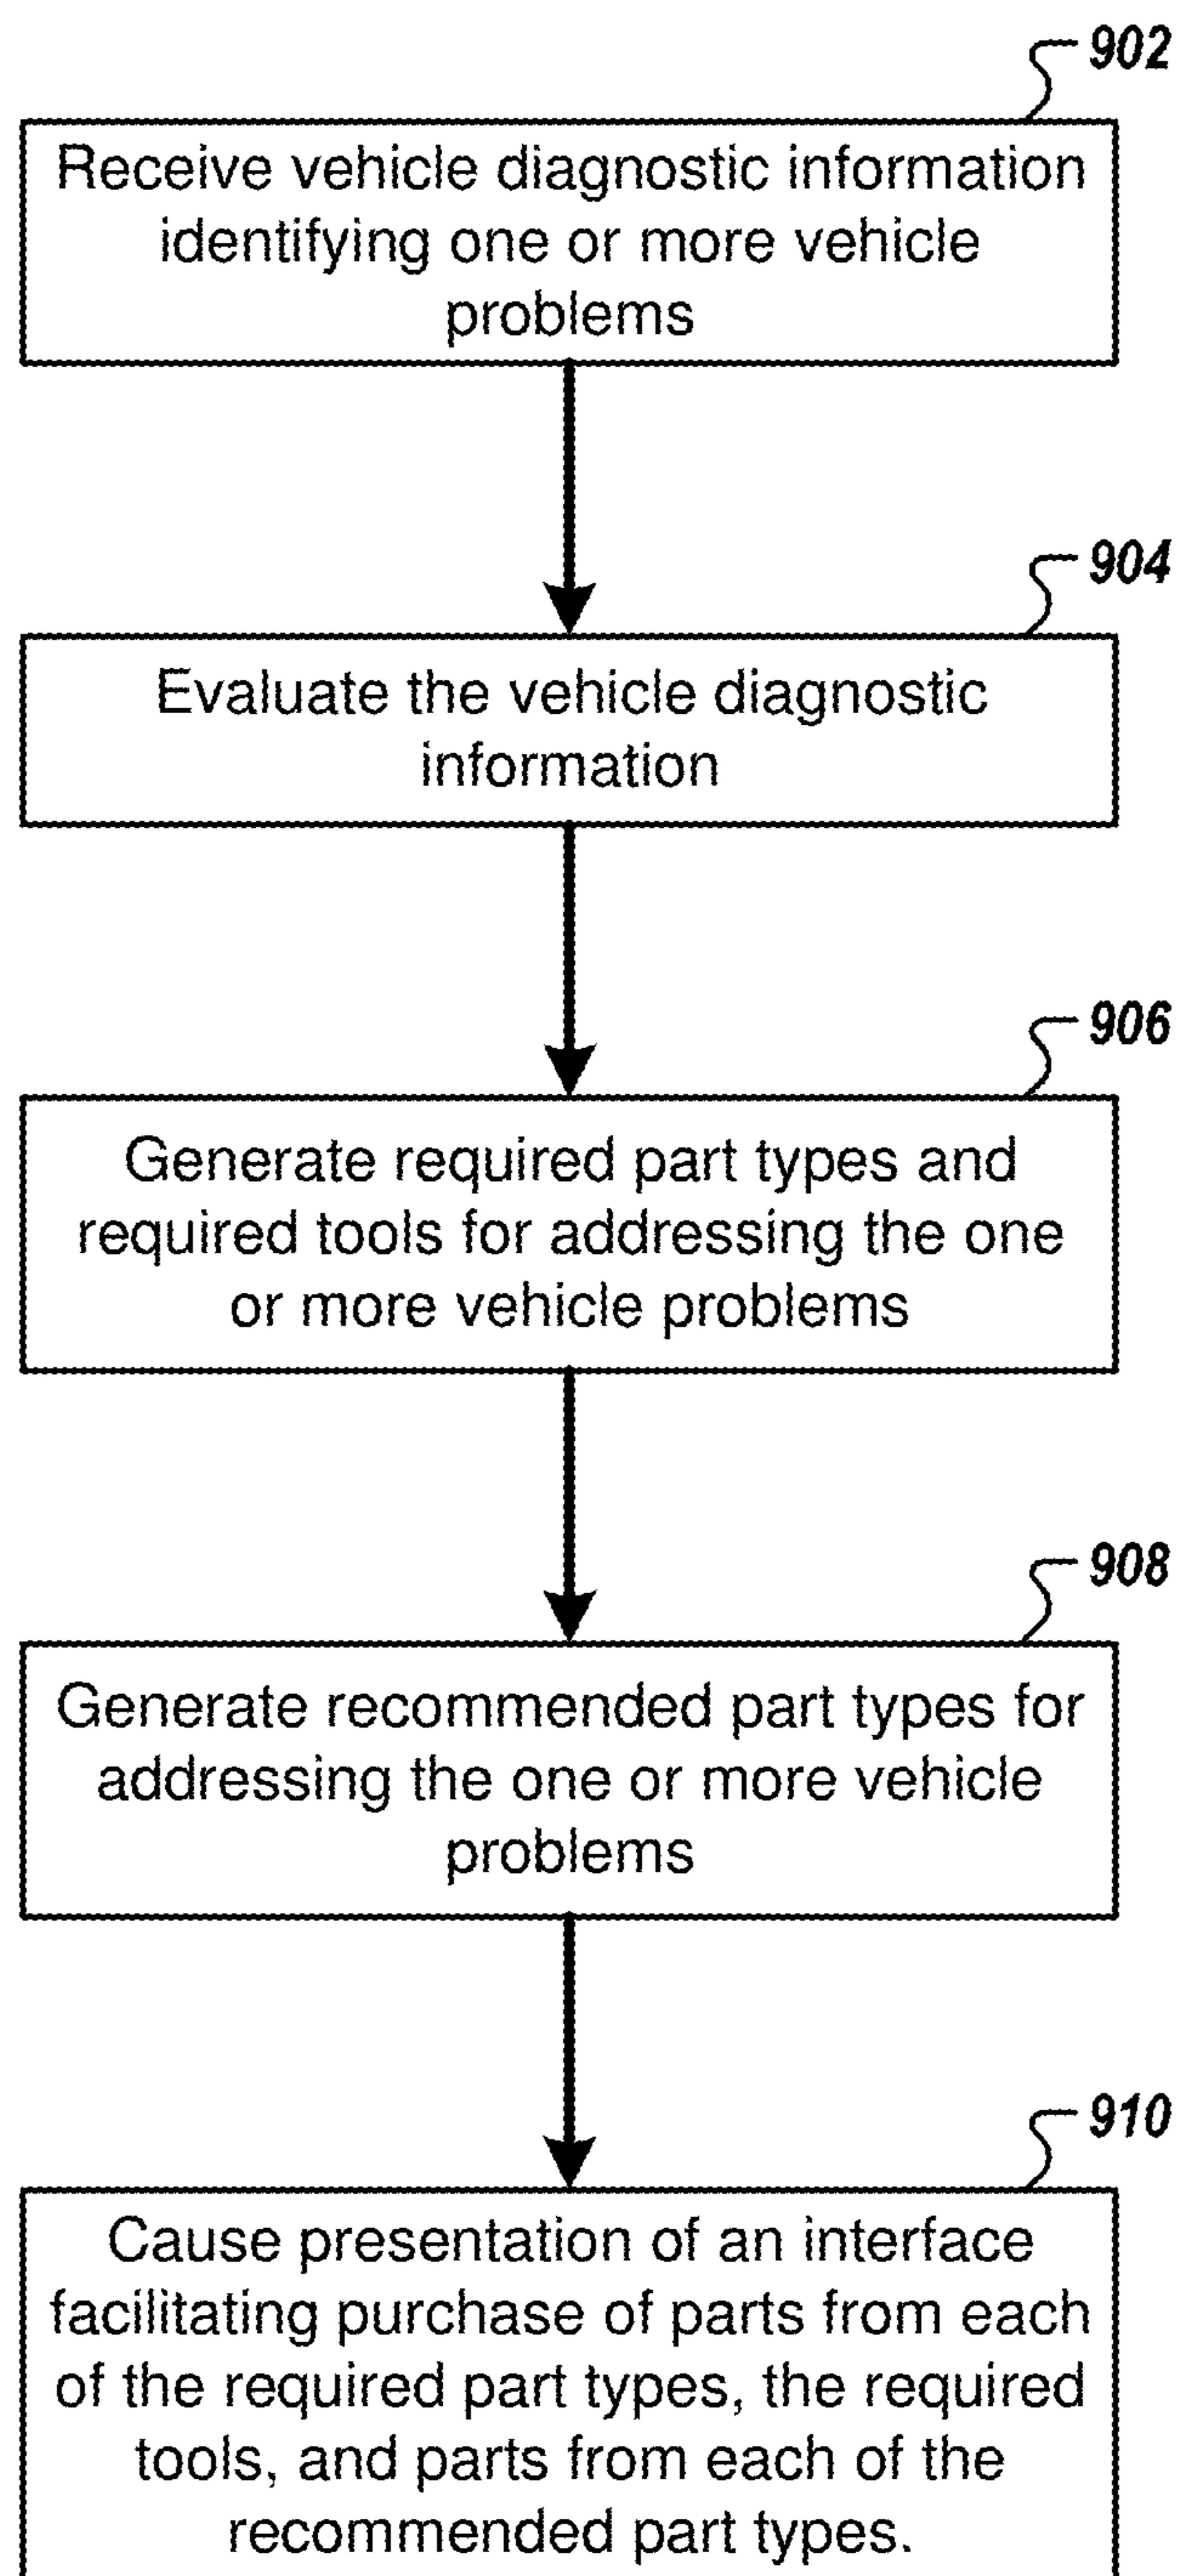 902
Receive vehicle diagnostic information
identifying one or more vehicle
problems
904
Evaluate the vehicle diagnostic
information
906
Generate required part types and
required tools for addressing the one
or more vehicle problems
908
Generate recommended part types for
addressing the one or more vehicle
problems
910
Cause presentation of an interface
facilitating purchase of parts from each
of the required part types, the required
tools, and parts from each of the
recommended part types.